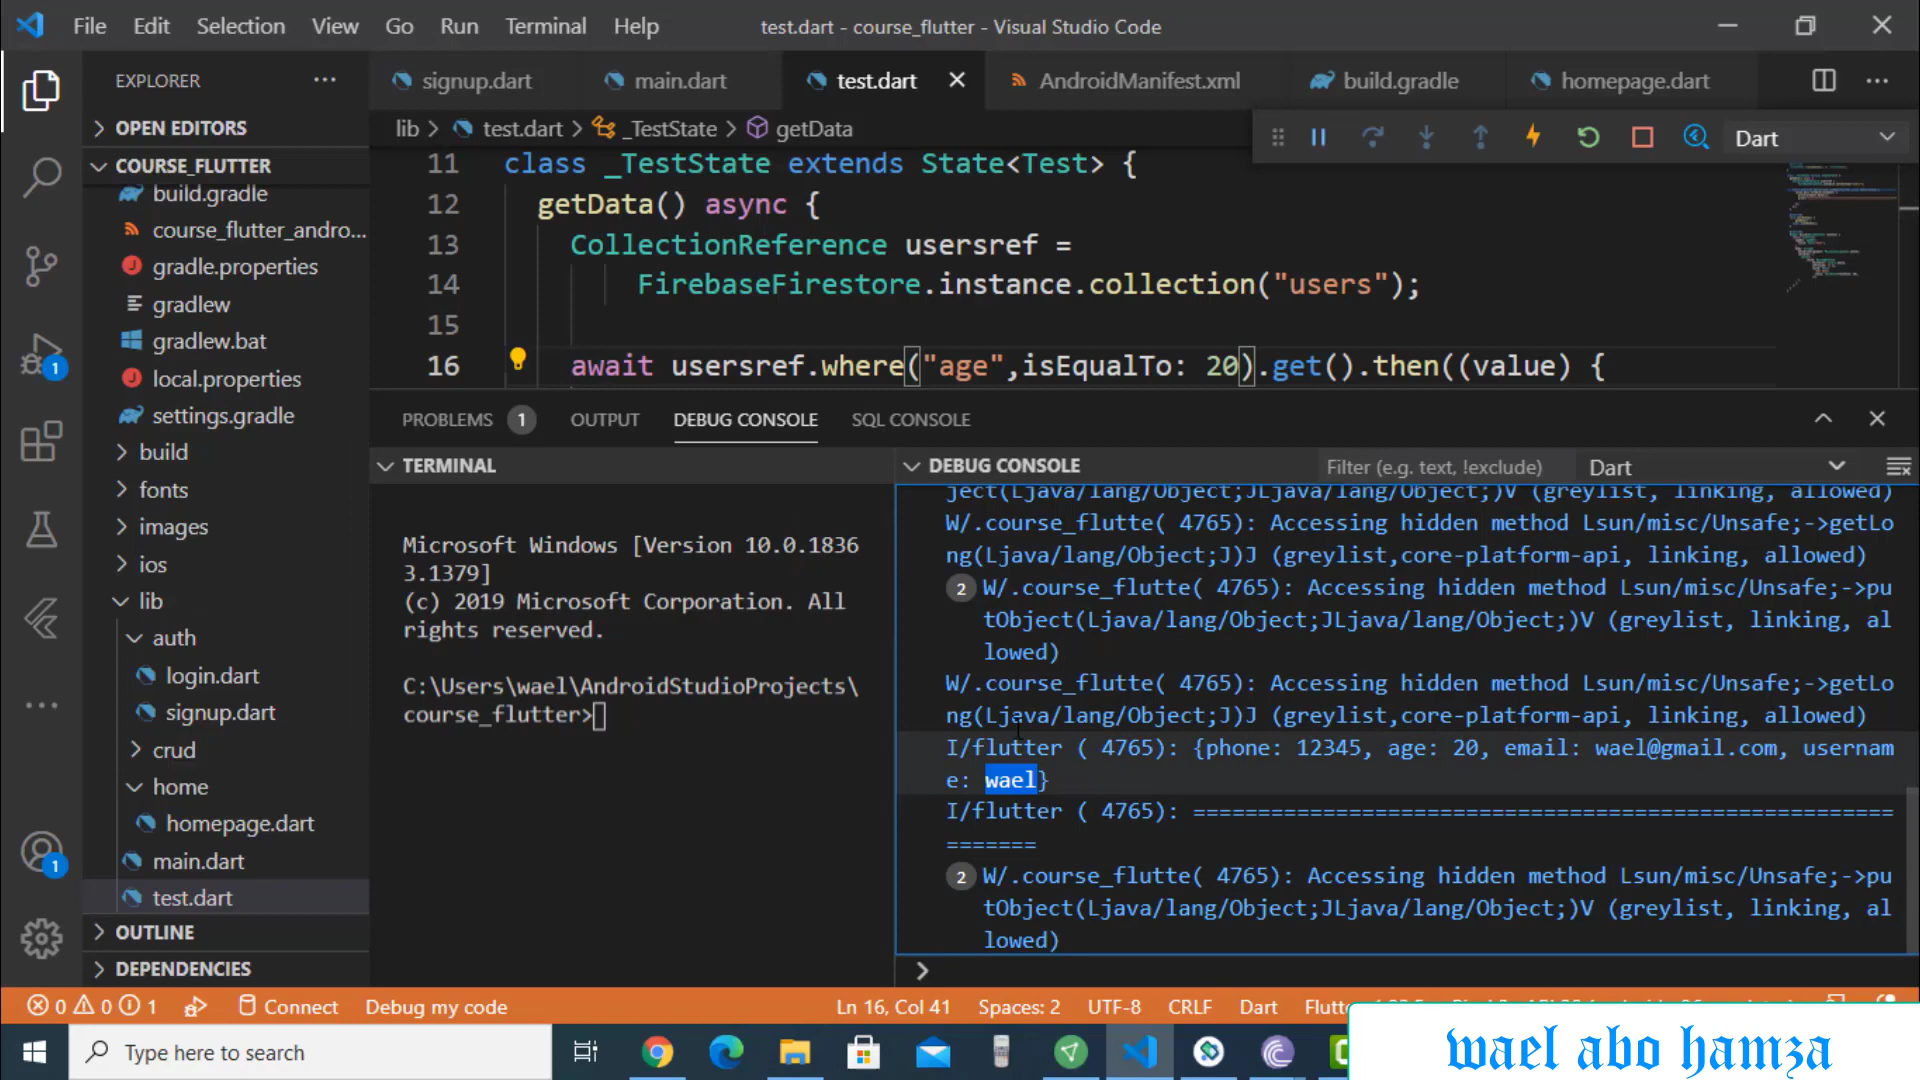 File Edit Selection View Go Run Terminal Help
test.dart - course_flutter - Visual Studio Code
EXPLORER
signup.dart
main.dart
test.dart
AndroidManifest.xml
build.gradle
homepage.dart
OPEN EDITORS
COURSE_FLUTTER
build.gradle
course_flutter_andro...
gradle.properties
gradlew
gradlew.bat
local.properties
settings.gradle
build
fonts
images
ios
lib
auth
login.dart
signup.dart
crud
home
homepage.dart
main.dart
test.dart
OUTLINE
DEPENDENCIES
lib > test.dart > _TestState > getData
Dart
11 class _TestState extends State<Test> {
12 getData() async {
13 CollectionReference usersref =
14 FirebaseFirestore.instance.collection("users");
15
16 await usersref.where("age",isEqualTo: 20).get().then((value) {
PROBLEMS 1 OUTPUT DEBUG CONSOLE SQL CONSOLE
TERMINAL
Microsoft Windows [Version 10.0.1836
3.1379]
(c) 2019 Microsoft Corporation. All
rights reserved.
C:\Users\wael\AndroidStudioProjects\
course_flutter>
DEBUG CONSOLE
Filter (e.g. text, !exclude)
Dart
ject(Ljava/lang/Object;JLjava/lang/Object;)V (greylist, linking, allowed)
W/.course_flutte( 4765): Accessing hidden method Lsun/misc/Unsafe;->getLo
ng(Ljava/lang/Object;J)J (greylist,core-platform-api, linking, allowed)
2 W/.course_flutte( 4765): Accessing hidden method Lsun/misc/Unsafe;->pu
tObject(Ljava/lang/Object;JLjava/lang/Object;)V (greylist, linking, al
lowed)
W/.course_flutte( 4765): Accessing hidden method Lsun/misc/Unsafe;->getLo
ng(Ljava/lang/Object;J)J (greylist,core-platform-api, linking, allowed)
I/flutter ( 4765): {phone: 12345, age: 20, email: wael@gmail.com, usernam
e: wael}
I/flutter ( 4765): ======================================================
=======
2 W/.course_flutte( 4765): Accessing hidden method Lsun/misc/Unsafe;->pu
tObject(Ljava/lang/Object;JLjava/lang/Object;)V (greylist, linking, al
lowed)
0 0 1 Connect Debug my code
Ln 16, Col 41 Spaces: 2 UTF-8 CRLF Dart
1
1
Type here to search
wael abo hamza